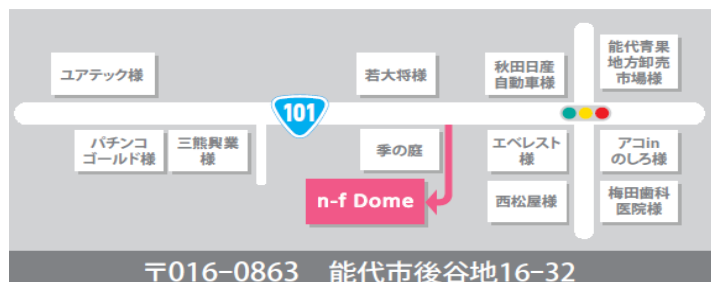 ユアテック様
若大将様
秋田日産
自動車様
能代青果
地方卸売
市場様
101
パチンコ
ゴールド様
三熊興業
様
季の庭
エベレスト
様
アコin
のしろ様
n-f Dome
西松屋様
梅田歯科
医院様
〒016-0863 能代市後谷地16-32